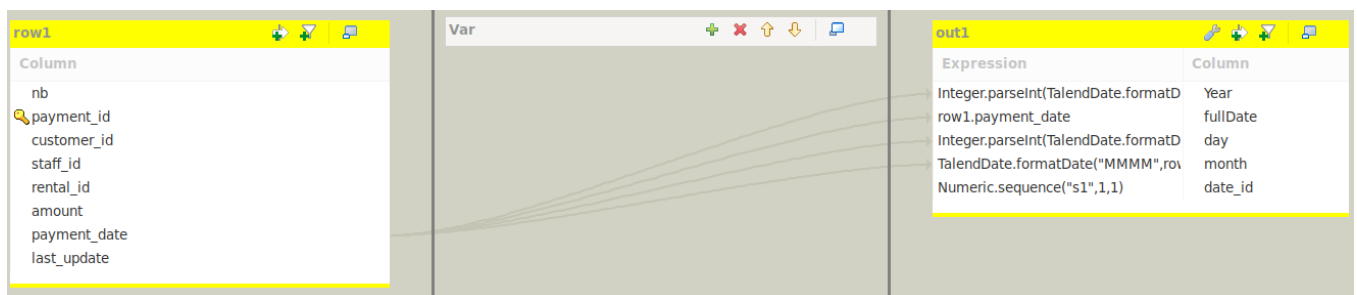 row1
Column
nb
payment_id
customer_id
staff_id
rental_id
amount
payment_date
last_update
Var
out1
Expression Column
Integer.parseInt(TalendDate.formatD Year
row1.payment_date fullDate
Integer.parseInt(TalendDate.formatD day
TalendDate.formatDate("MMMM",rov month
Numeric.sequence("s1",1,1) date_id